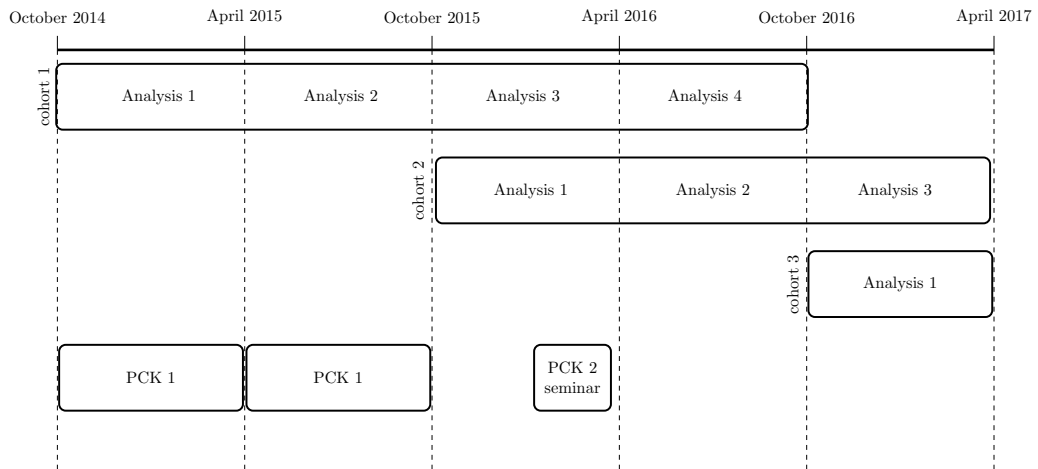 October 2014 April 2015 October 2015 April 2016 October 2016 April 2017
cohort 1
Analysis 1 Analysis 2 Analysis 3 Analysis 4
cohort 2
Analysis 1 Analysis 2 Analysis 3
cohort 3
Analysis 1
PCK 1 PCK 1 PCK 2
seminar